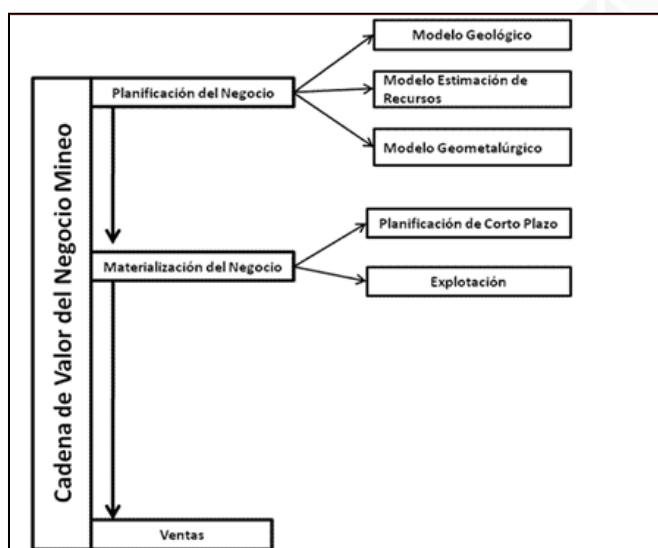 Cadena de Valor del Negocio Mineo
Planificación del Negocio
Modelo Geológico
Modelo Estimación de
Recursos
Modelo Geometalúrgico
Materialización del Negocio
Planificación de Corto Plazo
Explotación
Ventas